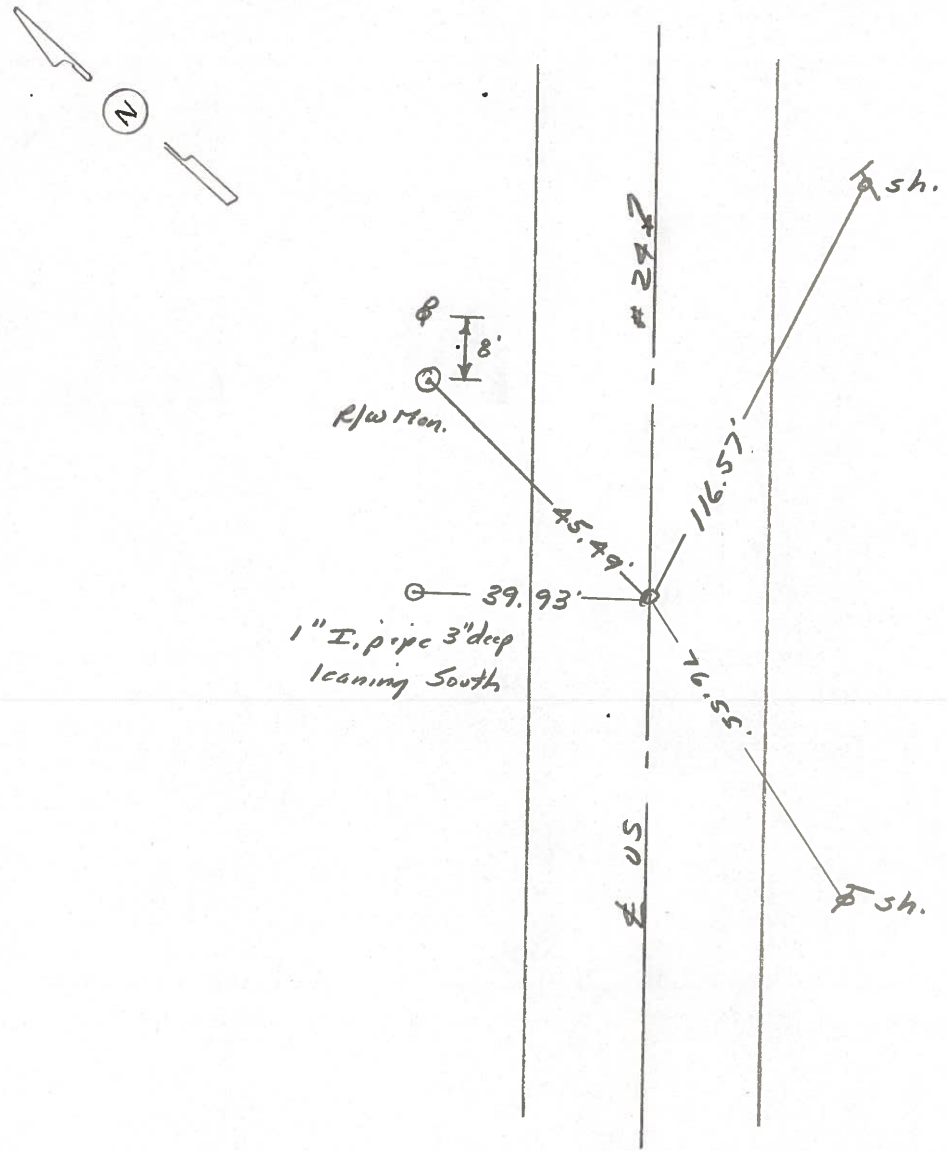 N
sh.
# 24 &
8'
R/W Mon.
116.57'
45.49'
39.93'
1" I. pipe 3" deep
leaning South
76.55'
℄ US
sh.